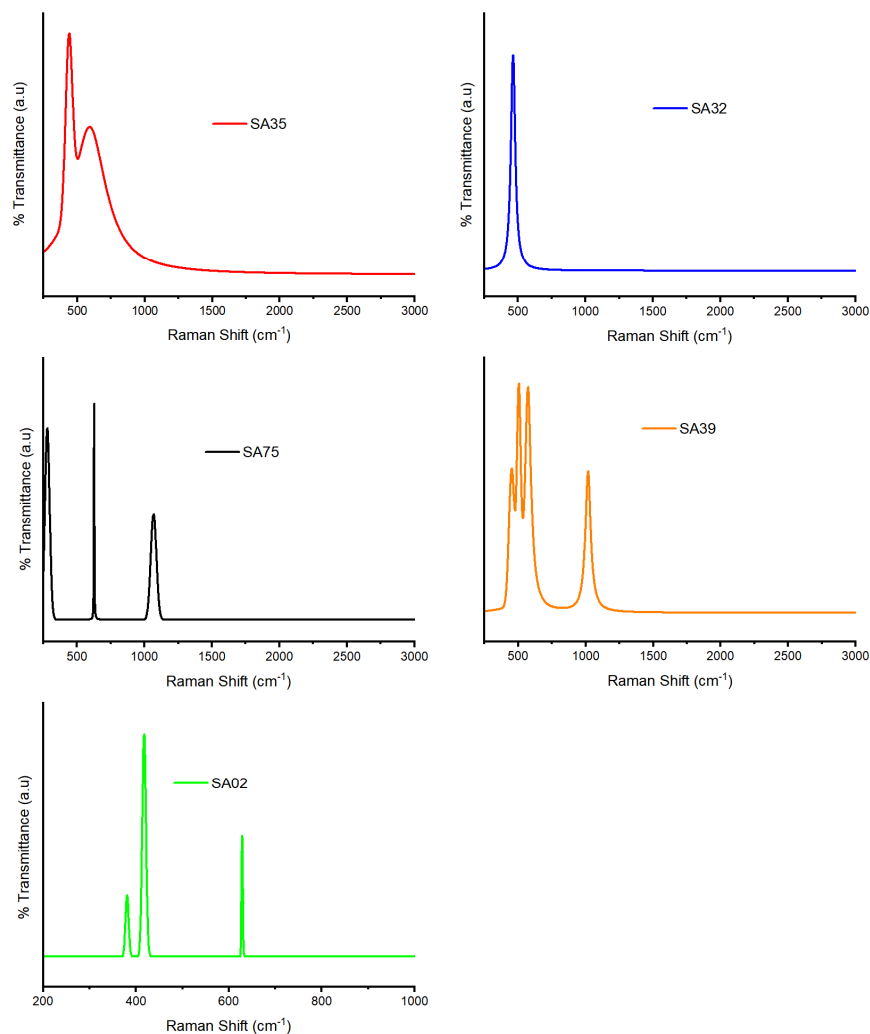 % Transmittance (a.u)
SA35
500 1000 1500 2000 2500 3000
Raman Shift (cm⁻¹)
% Transmittance (a.u)
SA32
500 1000 1500 2000 2500 3000
Raman Shift (cm⁻¹)
% Transmittance (a.u)
SA75
500 1000 1500 2000 2500 3000
Raman Shift (cm⁻¹)
% Transmittance (a.u)
SA39
500 1000 1500 2000 2500 3000
Raman Shift (cm⁻¹)
% Transmittance (a.u)
SA02
200 400 600 800 1000
Raman Shift (cm⁻¹)